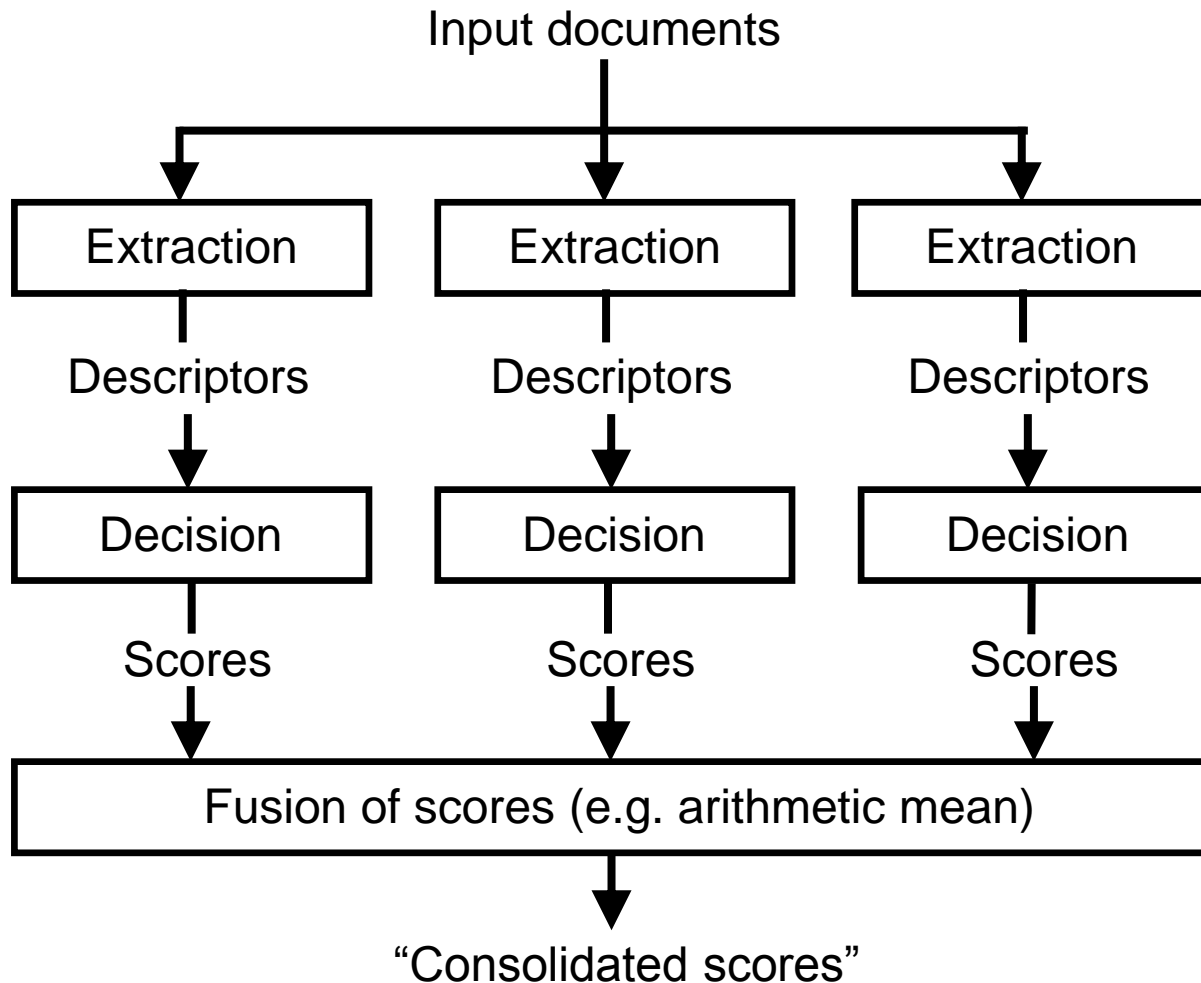 Input documents
Extraction Extraction Extraction
Descriptors Descriptors Descriptors
Decision Decision Decision
Scores Scores Scores
Fusion of scores (e.g. arithmetic mean)
“Consolidated scores”